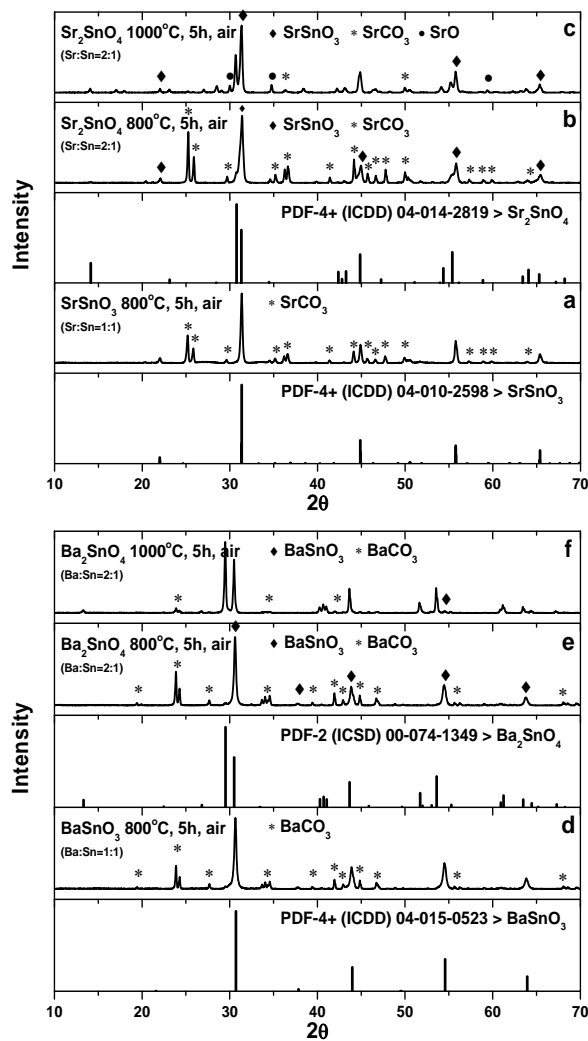 Sr₂SnO₄ 1000°C, 5h, air ♦ SrSnO₃ * SrCO₃ ● SrO c
(Sr:Sn=2:1)
Sr₂SnO₄ 800°C, 5h, air ♦ SrSnO₃ * SrCO₃ b
(Sr:Sn=2:1)
PDF-4+ (ICDD) 04-014-2819 > Sr₂SnO₄
SrSnO₃ 800°C, 5h, air * SrCO₃ a
(Sr:Sn=1:1)
PDF-4+ (ICDD) 04-010-2598 > SrSnO₃
Intensity
10 20 30 40 50 60 70
2θ
Ba₂SnO₄ 1000°C, 5h, air ♦ BaSnO₃ * BaCO₃ f
(Ba:Sn=2:1)
Ba₂SnO₄ 800°C, 5h, air ♦ BaSnO₃ * BaCO₃ e
(Ba:Sn=2:1)
PDF-2 (ICSD) 00-074-1349 > Ba₂SnO₄
BaSnO₃ 800°C, 5h, air * BaCO₃ d
(Ba:Sn=1:1)
PDF-4+ (ICDD) 04-015-0523 > BaSnO₃
Intensity
10 20 30 40 50 60 70
2θ